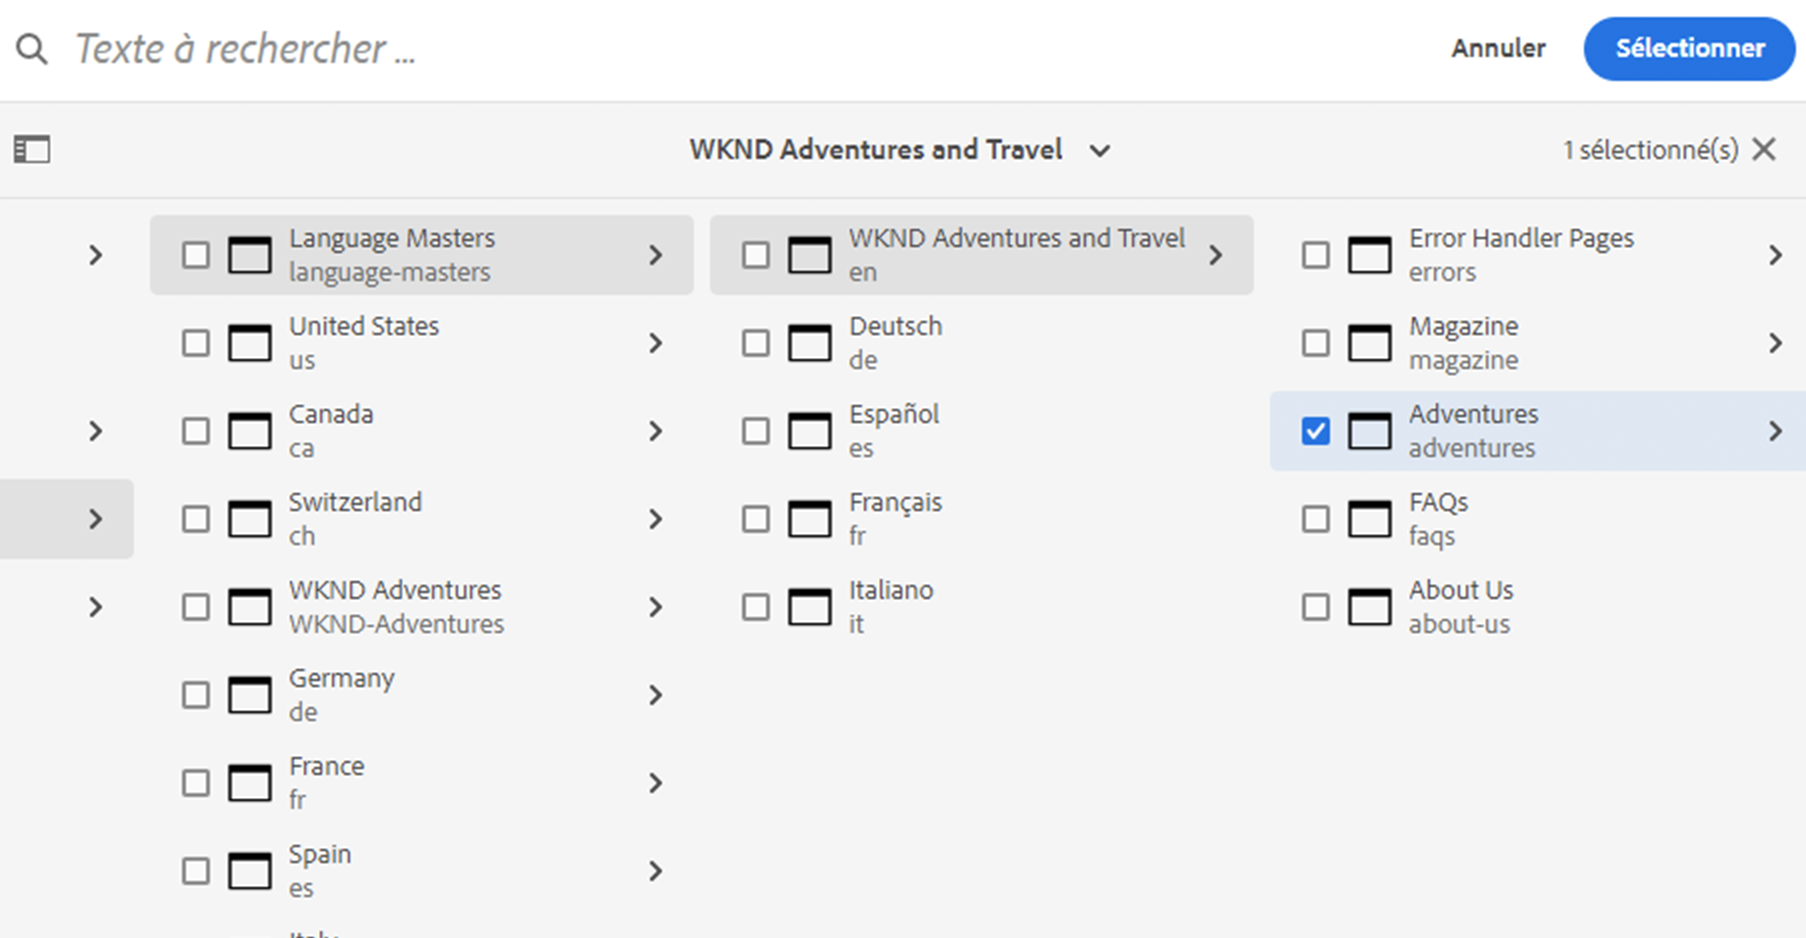 Texte à rechercher ...
Annuler
Sélectionner
WKND Adventures and Travel
1 sélectionné(s)
Language Masters
language-masters
United States
us
Canada
ca
Switzerland
ch
WKND Adventures
WKND-Adventures
Germany
de
France
fr
Spain
es
WKND Adventures and Travel
en
Deutsch
de
Español
es
Français
fr
Italiano
it
Error Handler Pages
errors
Magazine
magazine
Adventures
adventures
FAQs
faqs
About Us
about-us